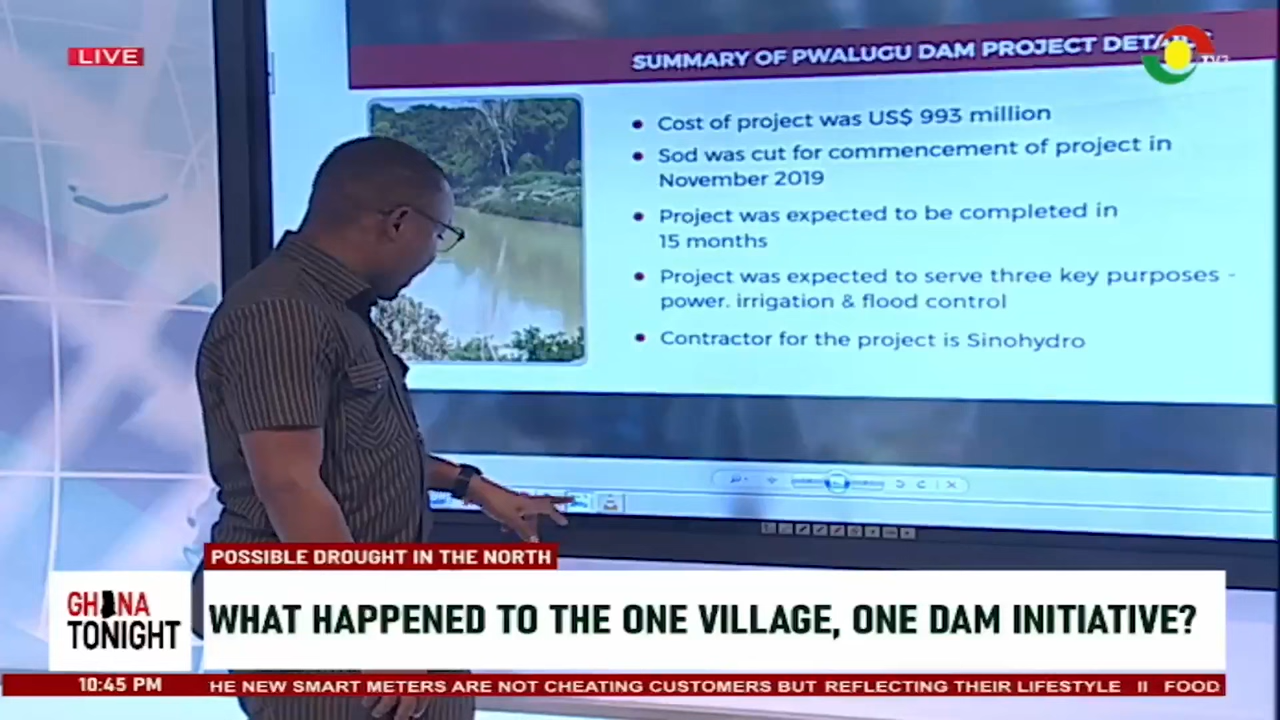 LIVE
SUMMARY OF PWALUGU DAM PROJECT
• Cost of project was US$ 993 million
• Sod was cut for commencement of project in
November 2019
• Project was expected to be completed in
15 months
• Project was expected to serve three key purposes -
power. irrigation & flood control
• Contractor for the project is Sinohydro
POSSIBLE DROUGHT IN THE NORTH
GHANA
TONIGHT
WHAT HAPPENED TO THE ONE VILLAGE, ONE DAM INITIATIVE?
10:45 PM
HE NEW SMART METERS ARE NOT CHEATING CUSTOMERS BUT REFLECTING THEIR LIFESTYLE II FOOD